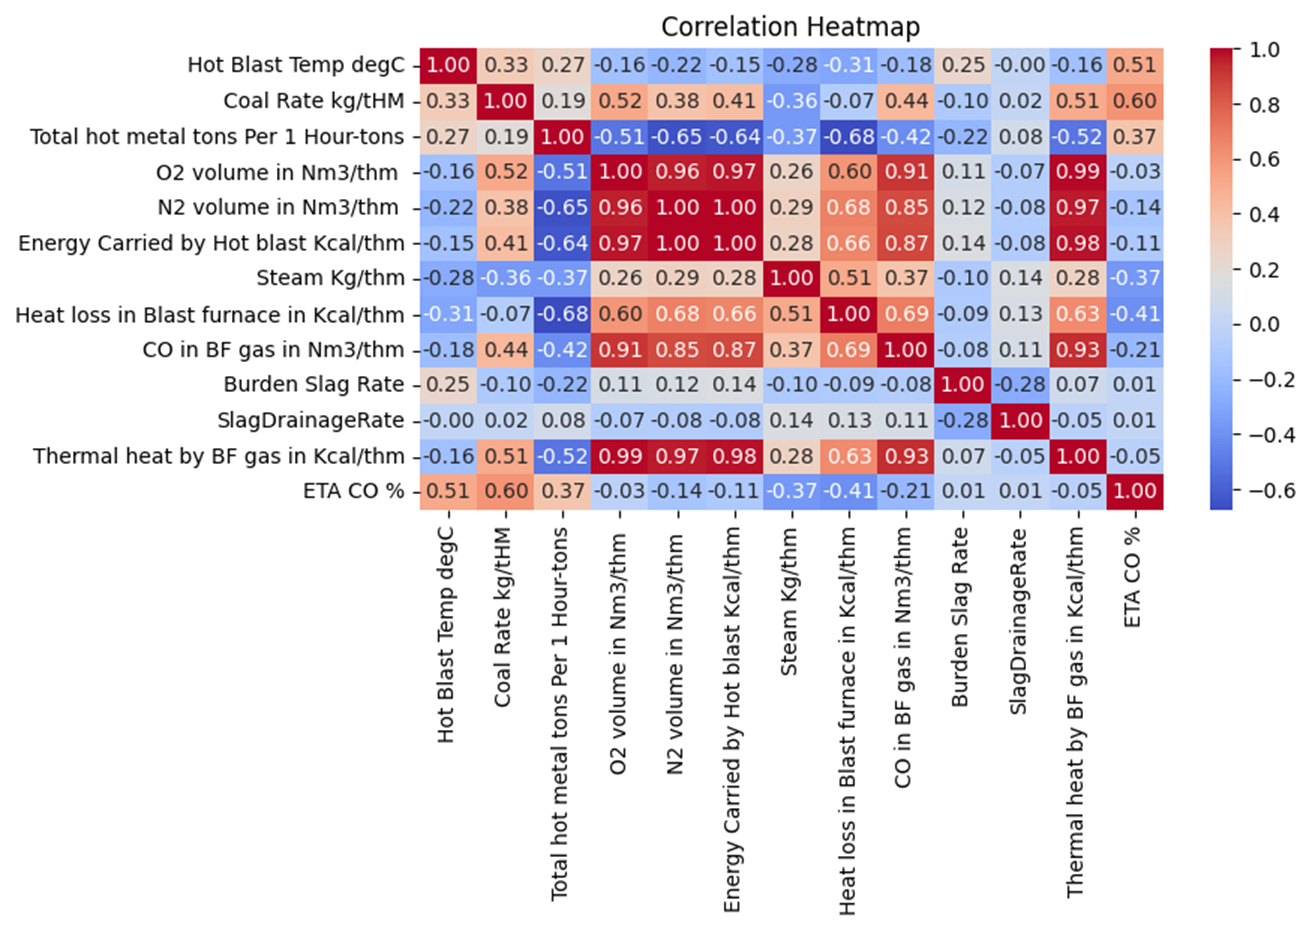 Correlation Heatmap
Hot Blast Temp degC 1.00 0.33 0.27 -0.16 -0.22 -0.15 -0.28 -0.31 -0.18 0.25 -0.00 -0.16 0.51
Coal Rate kg/tHM 0.33 1.00 0.19 0.52 0.38 0.41 -0.36 -0.07 0.44 -0.10 0.02 0.51 0.60
Total hot metal tons Per 1 Hour-tons 0.27 0.19 1.00 -0.51 -0.65 -0.64 -0.37 -0.68 -0.42 -0.22 0.08 -0.52 0.37
O2 volume in Nm3/thm -0.16 0.52 -0.51 1.00 0.96 0.97 0.26 0.60 0.91 0.11 -0.07 0.99 -0.03
N2 volume in Nm3/thm -0.22 0.38 -0.65 0.96 1.00 1.00 0.29 0.68 0.85 0.12 -0.08 0.97 -0.14
Energy Carried by Hot blast Kcal/thm -0.15 0.41 -0.64 0.97 1.00 1.00 0.28 0.66 0.87 0.14 -0.08 0.98 -0.11
Steam Kg/thm -0.28 -0.36 -0.37 0.26 0.29 0.28 1.00 0.51 0.37 -0.10 0.14 0.28 -0.37
Heat loss in Blast furnace in Kcal/thm -0.31 -0.07 -0.68 0.60 0.68 0.66 0.51 1.00 0.69 -0.09 0.13 0.63 -0.41
CO in BF gas in Nm3/thm -0.18 0.44 -0.42 0.91 0.85 0.87 0.37 0.69 1.00 -0.08 0.11 0.93 -0.21
Burden Slag Rate 0.25 -0.10 -0.22 0.11 0.12 0.14 -0.10 -0.09 -0.08 1.00 -0.28 0.07 0.01
SlagDrainageRate -0.00 0.02 0.08 -0.07 -0.08 -0.08 0.14 0.13 0.11 -0.28 1.00 -0.05 0.01
Thermal heat by BF gas in Kcal/thm -0.16 0.51 -0.52 0.99 0.97 0.98 0.28 0.63 0.93 0.07 -0.05 1.00 -0.05
ETA CO % 0.51 0.60 0.37 -0.03 -0.14 -0.11 -0.37 -0.41 -0.21 0.01 0.01 -0.05 1.00
Hot Blast Temp degC
Coal Rate kg/tHM
Total hot metal tons Per 1 Hour-tons
O2 volume in Nm3/thm
N2 volume in Nm3/thm
Energy Carried by Hot blast Kcal/thm
Steam Kg/thm
Heat loss in Blast furnace in Kcal/thm
CO in BF gas in Nm3/thm
Burden Slag Rate
SlagDrainageRate
Thermal heat by BF gas in Kcal/thm
ETA CO %
1.0
0.8
0.6
0.4
0.2
0.0
−0.2
−0.4
−0.6